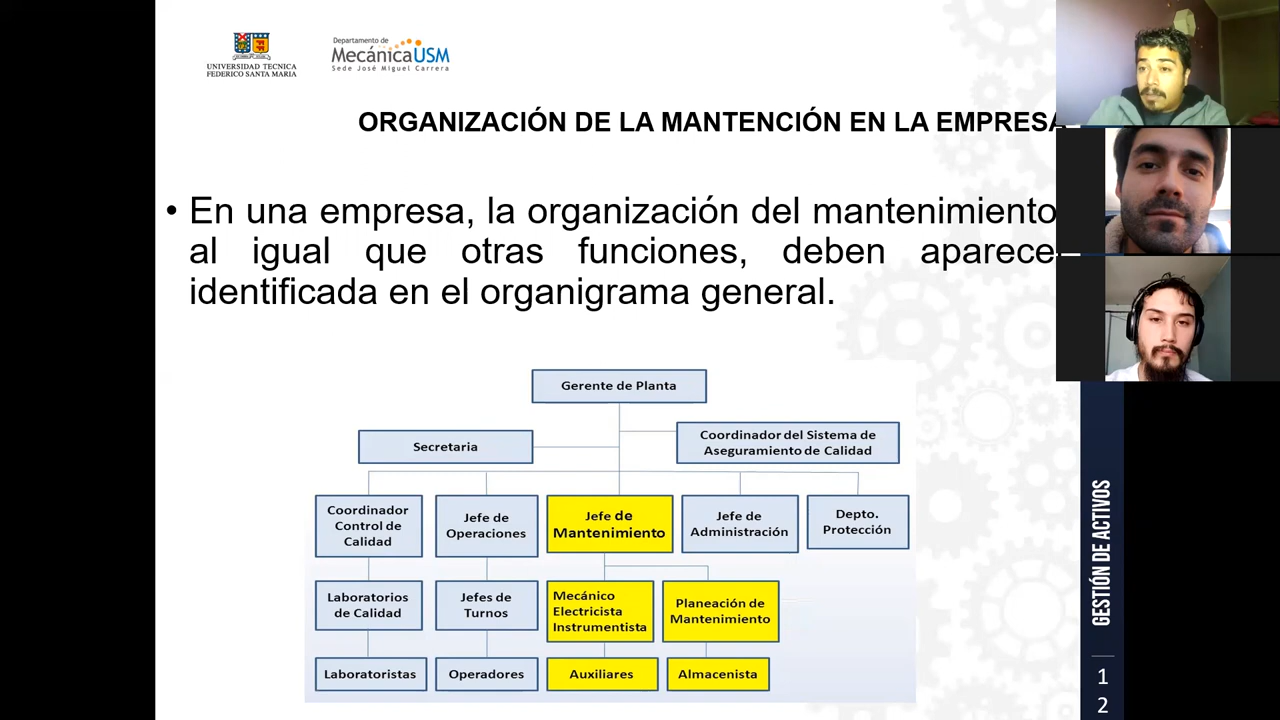 UNIVERSIDAD TECNICA
FEDERICO SANTA MARIA
Departamento de
MecánicaUSM
Sede José Miguel Carrera
ORGANIZACIÓN DE LA MANTENCIÓN EN LA EMPRESA
• En una empresa, la organización del mantenimiento
al igual que otras funciones, deben aparece
identificada en el organigrama general.
Gerente de Planta
Secretaria
Coordinador del Sistema de
Aseguramiento de Calidad
Coordinador
Control de
Calidad
Jefe de
Operaciones
Jefe de
Mantenimiento
Jefe de
Administración
Depto.
Protección
Laboratorios
de Calidad
Jefes de
Turnos
Mecánico
Electricista
Instrumentista
Planeación de
Mantenimiento
Laboratoristas
Operadores
Auxiliares
Almacenista
GESTIÓN DE ACTIVOS
1
2